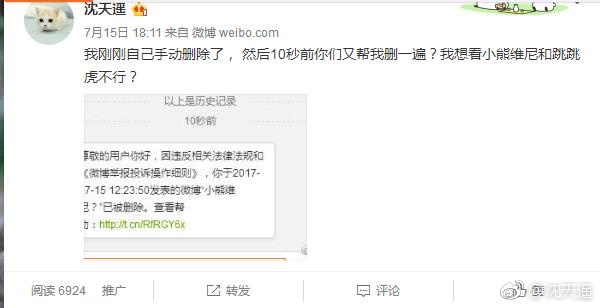 沈天遥
7月15日 18:11 来自 微博 weibo.com
我刚刚自己手动删除了，然后10秒前你们又帮我删一遍？我想看小熊维尼和跳跳
虎不行？
以上是历史记录
10秒前
尊敬的用户你好，因违反相关法律法规和
《微博举报投诉操作细则》，你于2017-
7-15 12:23:50发表的微博“小熊维
尼？”已被删除。查看帮
助：http://t.cn/RfRGY6x
阅读 6924 推广 转发 评论
@沈天遥